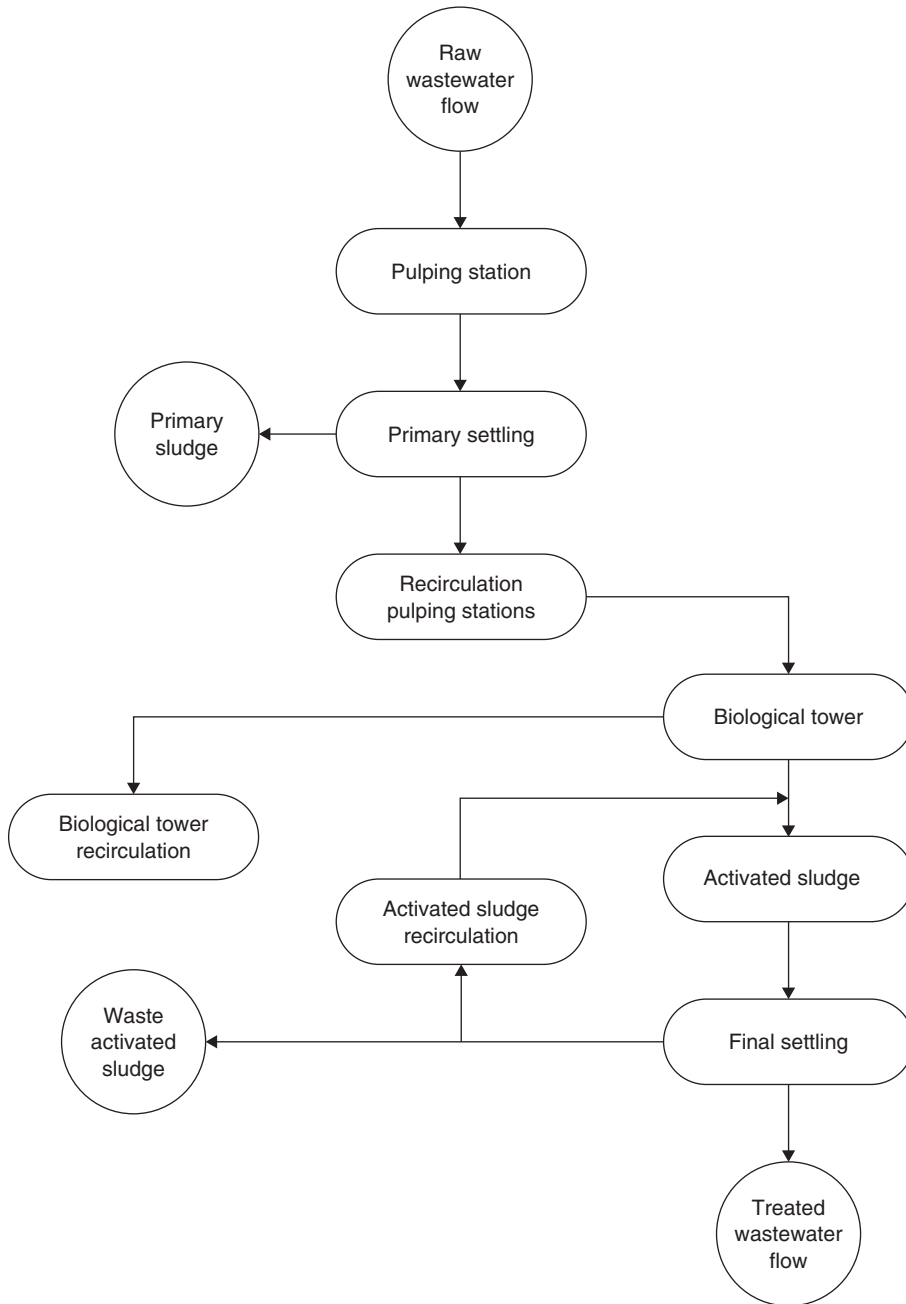 Raw
wastewater
flow
Pulping station
Primary
sludge
Primary settling
Recirculation
pulping stations
Biological tower
Biological tower
recirculation
Activated sludge
Activated sludge
recirculation
Waste
activated
sludge
Final settling
Treated
wastewater
flow